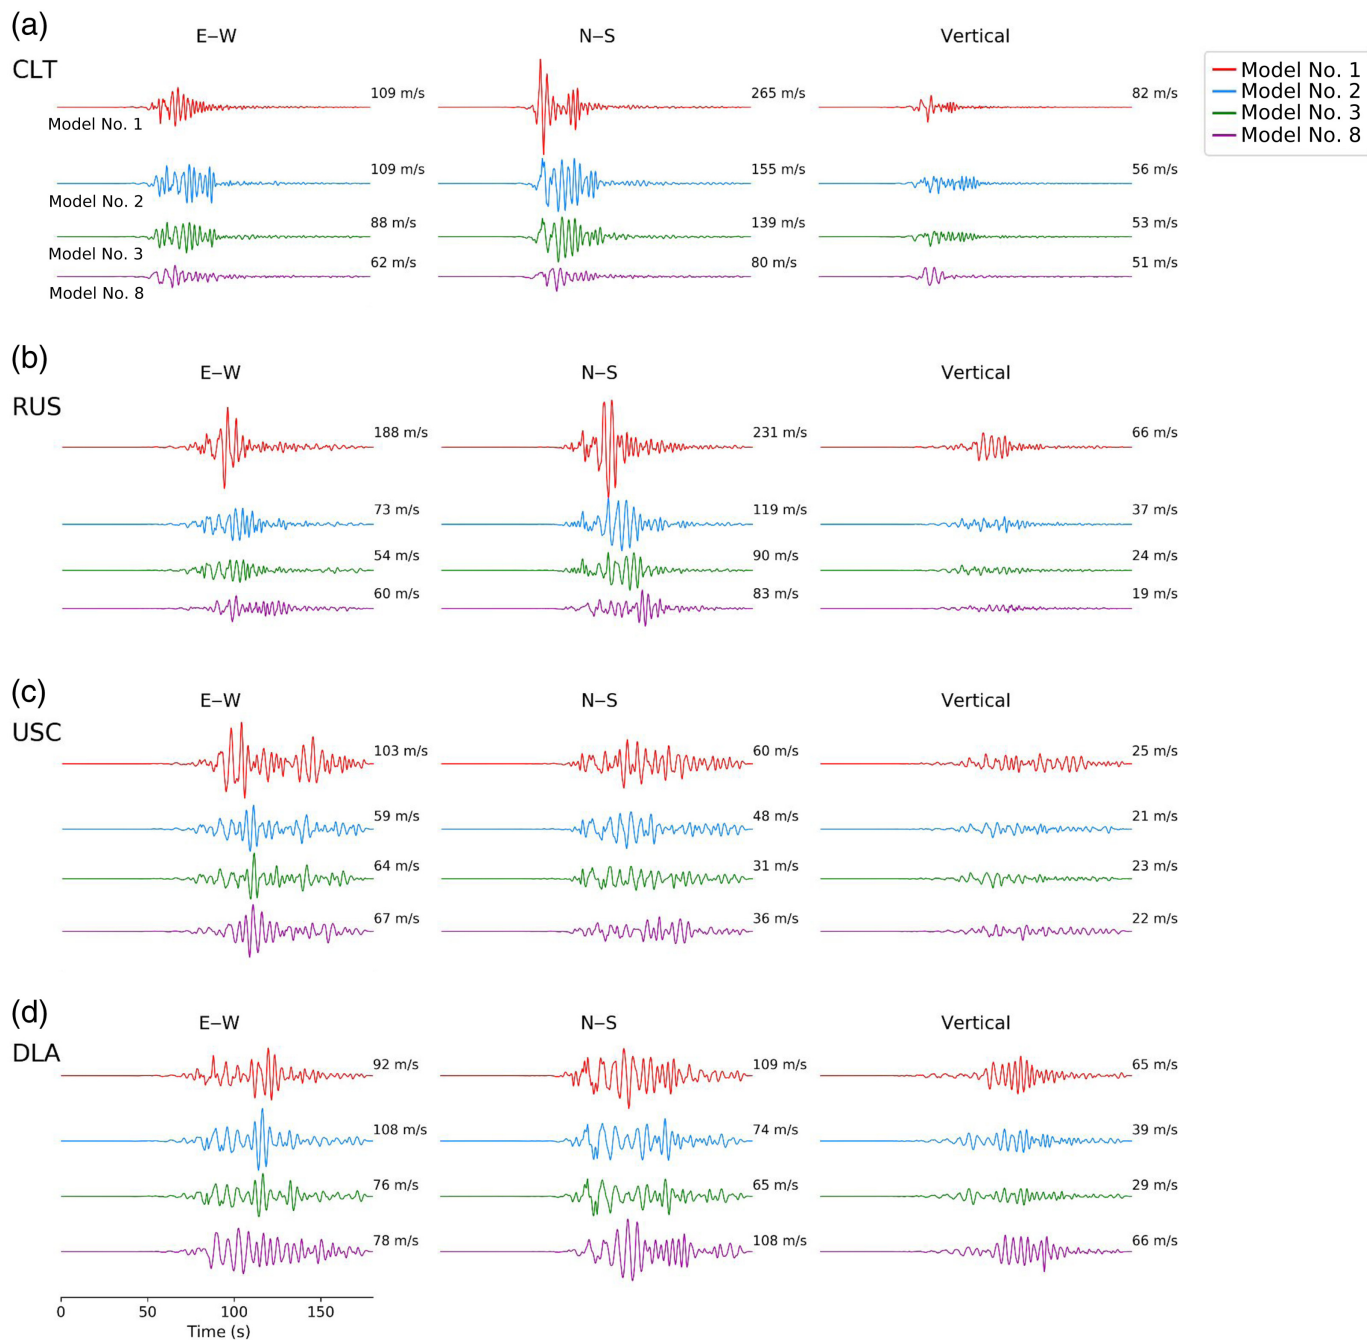 (a)
E–W N–S Vertical
CLT
Model No. 1
Model No. 2
Model No. 3
Model No. 8
109 m/s 265 m/s 82 m/s
Model No. 1
109 m/s 155 m/s 56 m/s
Model No. 2
88 m/s 139 m/s 53 m/s
Model No. 3
62 m/s 80 m/s 51 m/s
Model No. 8
(b)
E–W N–S Vertical
RUS
188 m/s 231 m/s 66 m/s
73 m/s 119 m/s 37 m/s
54 m/s 90 m/s 24 m/s
60 m/s 83 m/s 19 m/s
(c)
E–W N–S Vertical
USC
103 m/s 60 m/s 25 m/s
59 m/s 48 m/s 21 m/s
64 m/s 31 m/s 23 m/s
67 m/s 36 m/s 22 m/s
(d)
E–W N–S Vertical
DLA
92 m/s 109 m/s 65 m/s
108 m/s 74 m/s 39 m/s
76 m/s 65 m/s 29 m/s
78 m/s 108 m/s 66 m/s
0 50 100 150
Time (s)